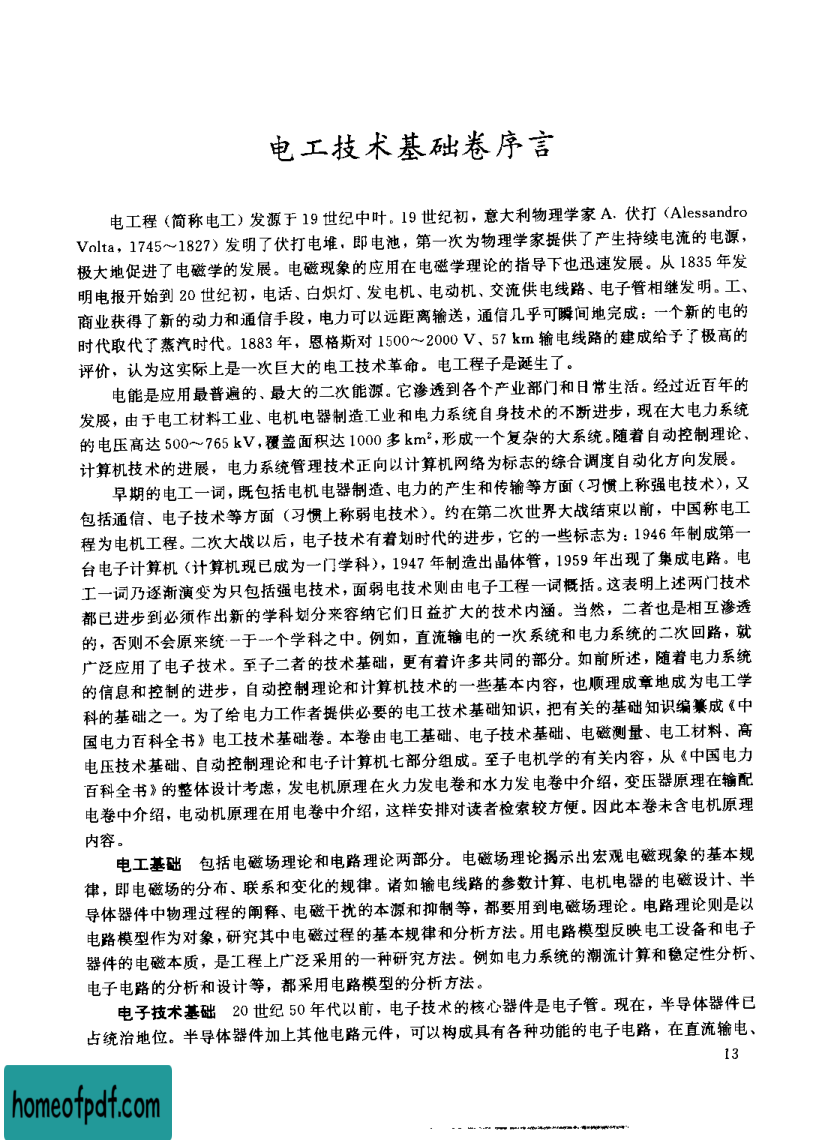 电工技术基础卷序言
电工程（简称电工）发源于19世纪中叶。19世纪初，意大利物理学家A. 伏打（Alessandro
Volta，1745～1827）发明了伏打电堆，即电池，第一次为物理学家提供了产生持续电流的电源，
极大地促进了电磁学的发展。电磁现象的应用在电磁学理论的指导下也迅速发展。从1835年发
明电报开始到20世纪初，电话、白炽灯、发电机、电动机、交流供电线路、电子管相继发明。工、
商业获得了新的动力和通信手段，电力可以远距离输送，通信几乎可瞬间地完成：一个新的电的
时代取代了蒸汽时代。1883年，恩格斯对1500～2000 V、57 km输电线路的建成给予了极高的
评价，认为这实际上是一次巨大的电工技术革命。电工程于是诞生了。
电能是应用最普遍的、最大的二次能源。它渗透到各个产业部门和日常生活。经过近百年的
发展，由于电工材料工业、电机电器制造工业和电力系统自身技术的不断进步，现在大电力系统
的电压高达500～765 kV，覆盖面积达1000多km²，形成一个复杂的大系统。随着自动控制理论、
计算机技术的进展，电力系统管理技术正向以计算机网络为标志的综合调度自动化方向发展。
早期的电工一词，既包括电机电器制造、电力的产生和传输等方面（习惯上称强电技术），又
包括通信、电子技术等方面（习惯上称弱电技术）。约在第二次世界大战结束以前，中国称电工
程为电机工程。二次大战以后，电子技术有着划时代的进步，它的一些标志为：1946年制成第一
台电子计算机（计算机现已成为一门学科），1947年制造出晶体管，1959年出现了集成电路。电
工一词乃逐渐演变为只包括强电技术，而弱电技术则由电子工程一词概括。这表明上述两门技术
都已进步到必须作出新的学科划分来容纳它们日益扩大的技术内涵。当然，二者也是相互渗透
的，否则不会原来统一于一个学科之中。例如，直流输电的一次系统和电力系统的二次回路，就
广泛应用了电子技术。至于二者的技术基础，更有着许多共同的部分。如前所述，随着电力系统
的信息和控制的进步，自动控制理论和计算机技术的一些基本内容，也顺理成章地成为电工学
科的基础之一。为了给电力工作者提供必要的电工技术基础知识，把有关的基础知识编纂成《中
国电力百科全书》电工技术基础卷。本卷由电工基础、电子技术基础、电磁测量、电工材料、高
电压技术基础、自动控制理论和电子计算机七部分组成。至于电机学的有关内容，从《中国电力
百科全书》的整体设计考虑，发电机原理在火力发电卷和水力发电卷中介绍，变压器原理在输配
电卷中介绍，电动机原理在用电卷中介绍，这样安排对读者检索较方便。因此本卷未含电机原理
内容。
电工基础　包括电磁场理论和电路理论两部分。电磁场理论揭示出宏观电磁现象的基本规
律，即电磁场的分布、联系和变化的规律。诸如输电线路的参数计算、电机电器的电磁设计、半
导体器件中物理过程的阐释、电磁干扰的本源和抑制等，都要用到电磁场理论。电路理论则是以
电路模型作为对象，研究其中电磁过程的基本规律和分析方法。用电路模型反映电工设备和电子
器件的电磁本质，是工程上广泛采用的一种研究方法。例如电力系统的潮流计算和稳定性分析、
电子电路的分析和设计等，都采用电路模型的分析方法。
电子技术基础　20世纪50年代以前，电子技术的核心器件是电子管。现在，半导体器件已
占统治地位。半导体器件加上其他电路元件，可以构成具有各种功能的电子电路，在直流输电、
13
homeofpdf.com